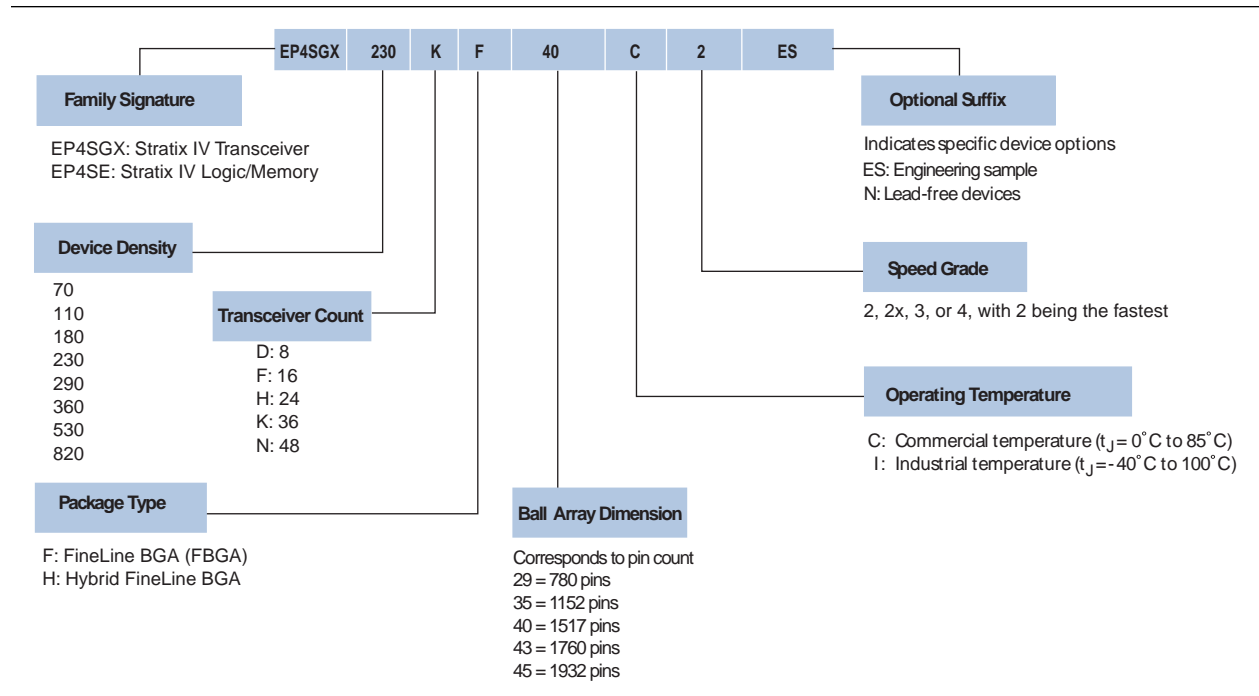 EP4SGX 230 K F 40 C 2 ES
Family Signature
EP4SGX: Stratix IV Transceiver
EP4SE: Stratix IV Logic/Memory
Optional Suffix
Indicates specific device options
ES: Engineering sample
N: Lead-free devices
Device Density
70
110
180
230
290
360
530
820
Transceiver Count
D: 8
F: 16
H: 24
K: 36
N: 48
Speed Grade
2, 2x, 3, or 4, with 2 being the fastest
Operating Temperature
C: Commercial temperature (tJ = 0°C to 85°C)
I: Industrial temperature (tJ = -40°C to 100°C)
Package Type
F: FineLine BGA (FBGA)
H: Hybrid FineLine BGA
Ball Array Dimension
Corresponds to pin count
29 = 780 pins
35 = 1152 pins
40 = 1517 pins
43 = 1760 pins
45 = 1932 pins